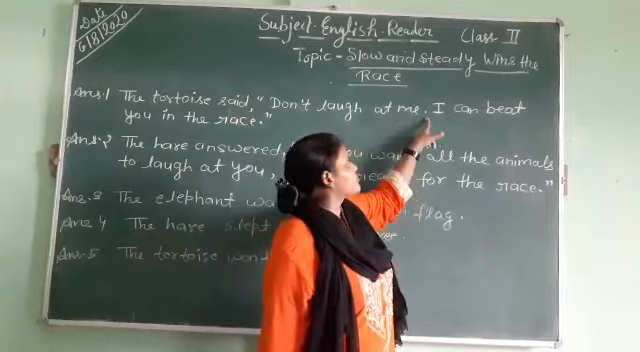 Date
6/8/2020
Subject- English Reader Class II
Topic- Slow and Steady Wins the
Race
Ans.1 The tortoise said, "Don't laugh at me. I can beat
you in the race."
Ans.2 The hare answered, you want all the animals
to laugh at you, for the race."
Ans.3 The elephant flag.
Ans.4 The hare slept
Ans.5 The tortoise won